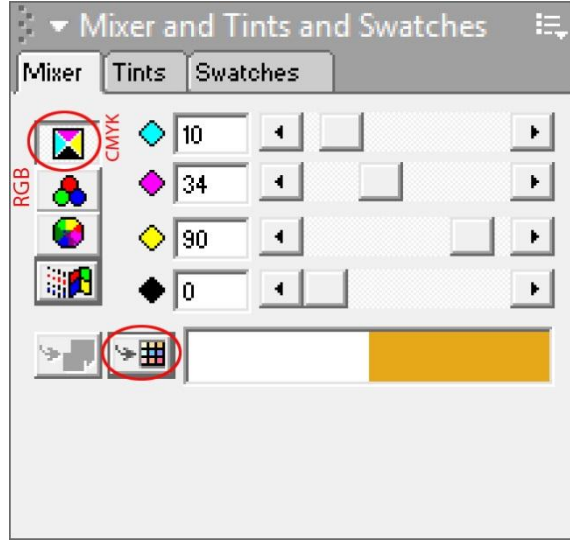 Mixer and Tints and Swatches
Mixer Tints Swatches
CMYK
10
RGB
34
90
0